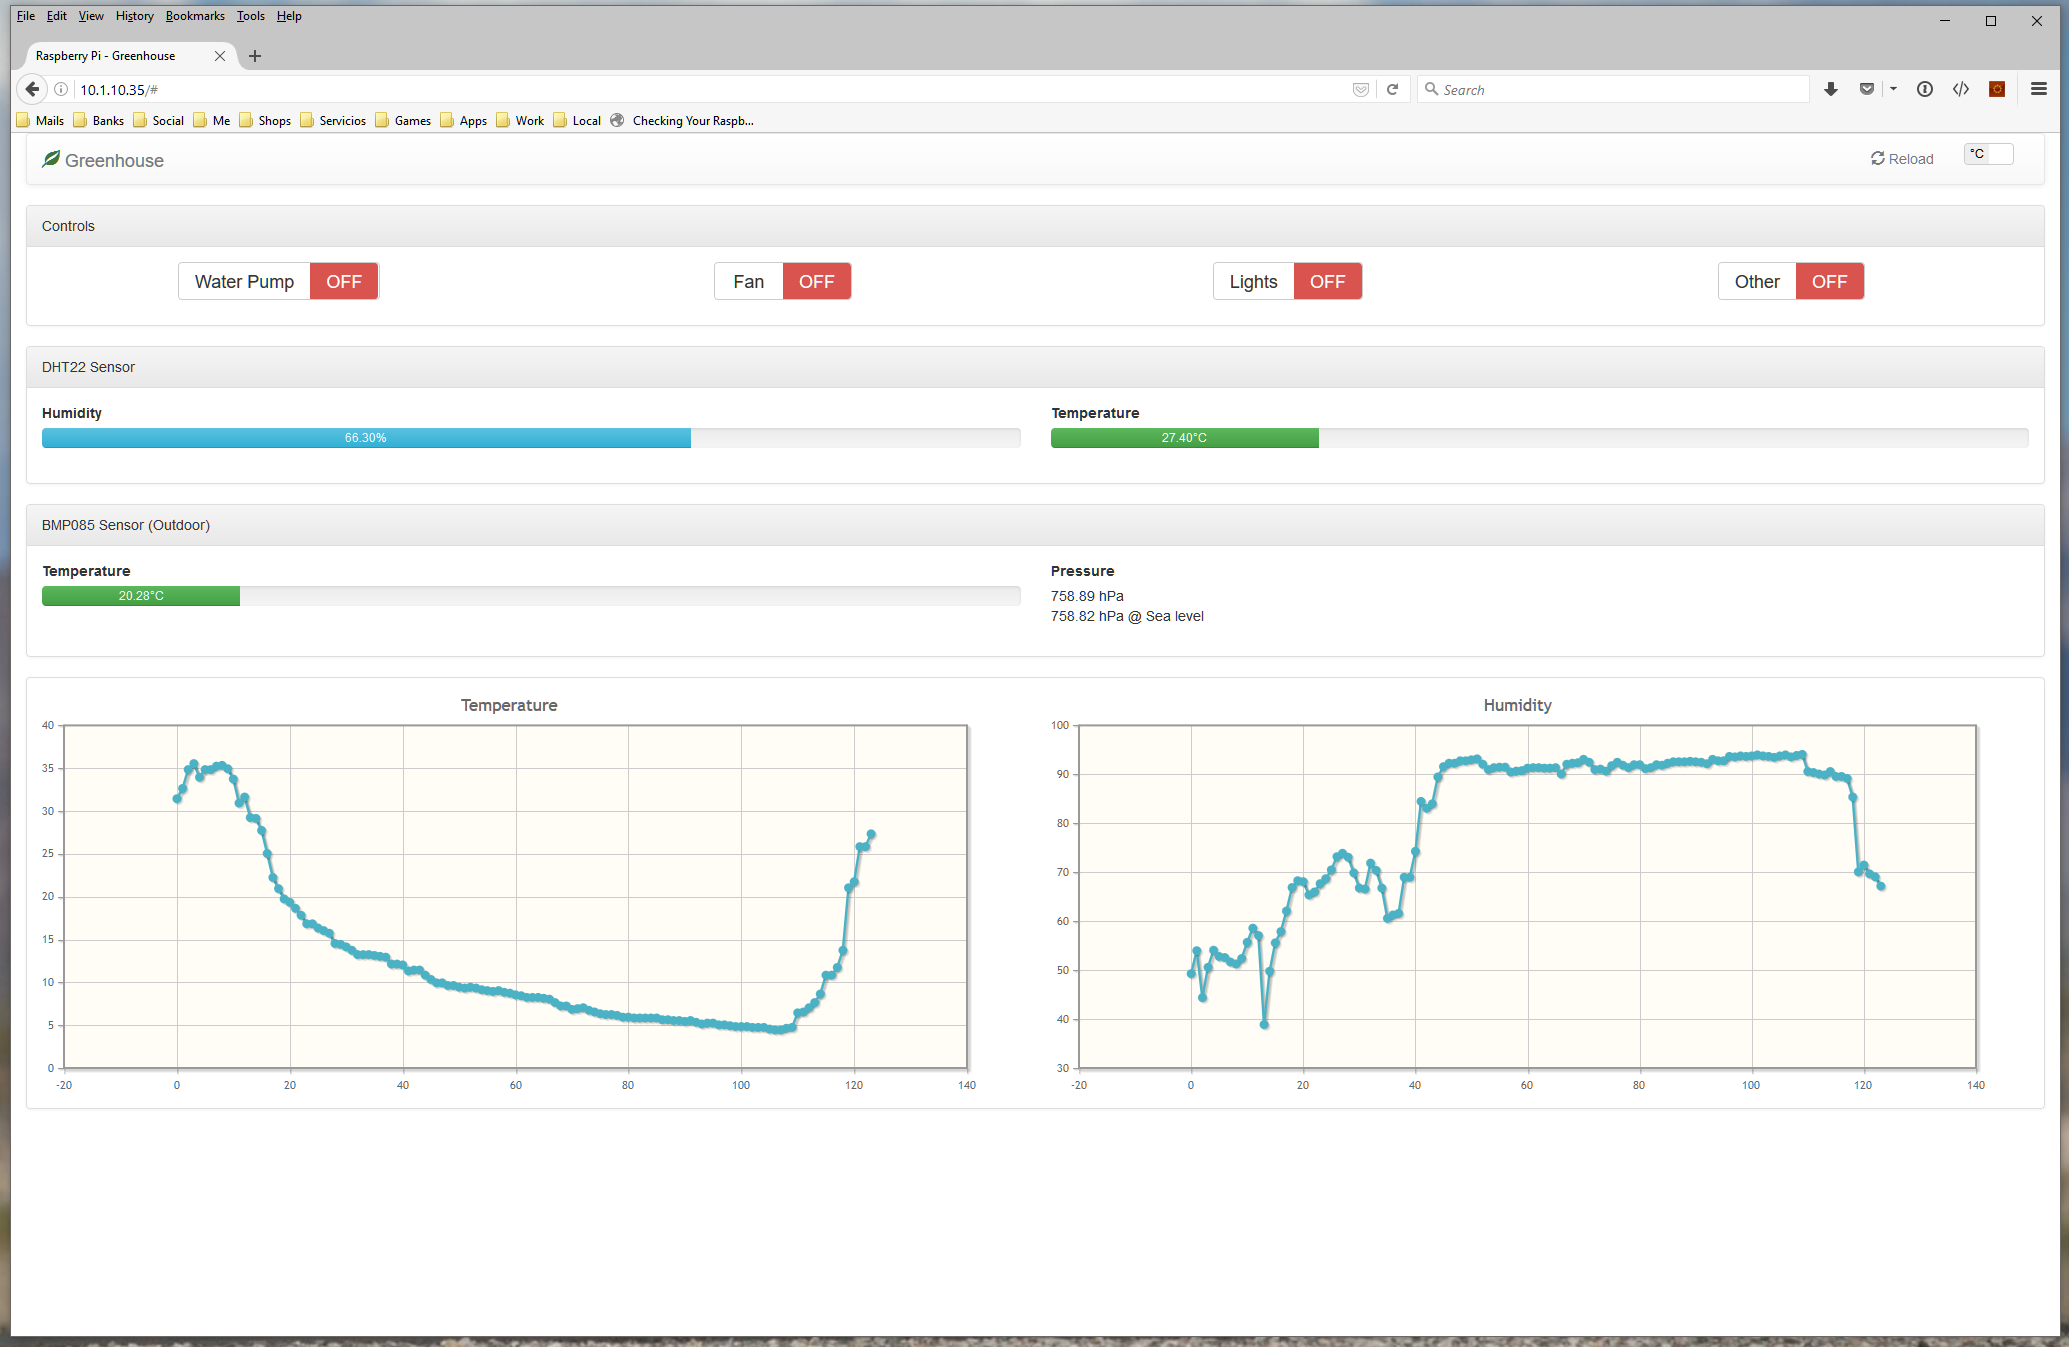 File Edit View History Bookmarks Tools Help
Raspberry Pi - Greenhouse
10.1.10.35/#
Search
Mails Banks Social Me Shops Servicios Games Apps Work Local Checking Your Raspb...
Greenhouse
Reload
°C
Controls
Water Pump OFF
Fan OFF
Lights OFF
Other OFF
DHT22 Sensor
Humidity
66.30%
Temperature
27.40°C
BMP085 Sensor (Outdoor)
Temperature
20.28°C
Pressure
758.89 hPa
758.82 hPa @ Sea level
Temperature
40
35
30
25
20
15
10
5
0
-20 0 20 40 60 80 100 120 140
Humidity
100
90
80
70
60
50
40
30
-20 0 20 40 60 80 100 120 140